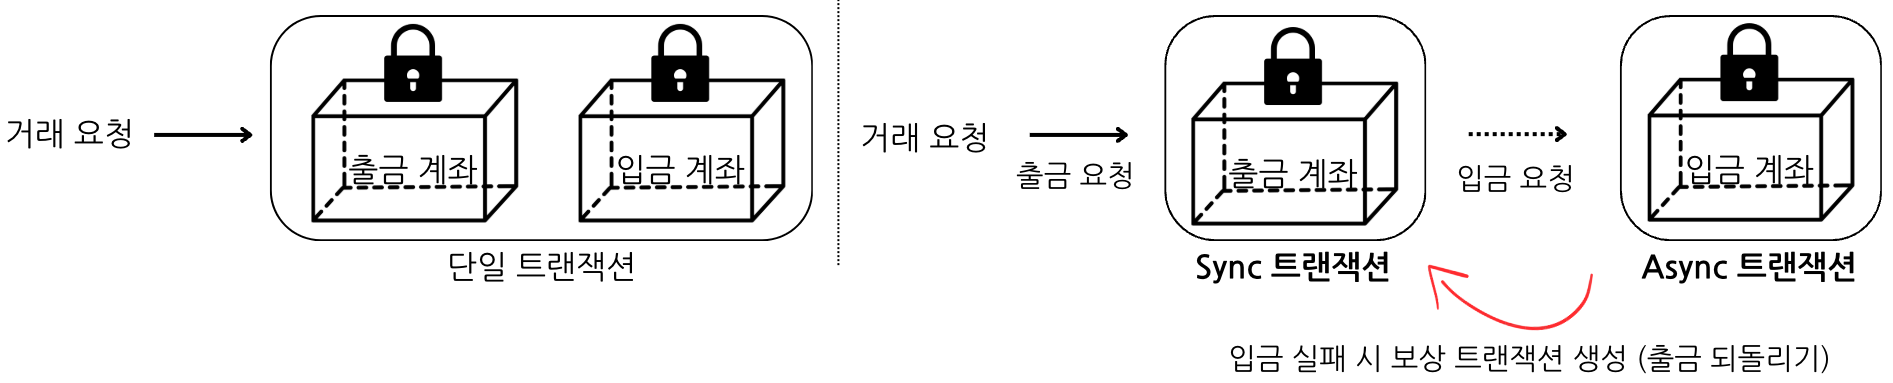 거래 요청
출금 계좌
입금 계좌
단일 트랜잭션
거래 요청
출금 요청
출금 계좌
Sync 트랜잭션
입금 요청
입금 계좌
Async 트랜잭션
입금 실패 시 보상 트랜잭션 생성 (출금 되돌리기)